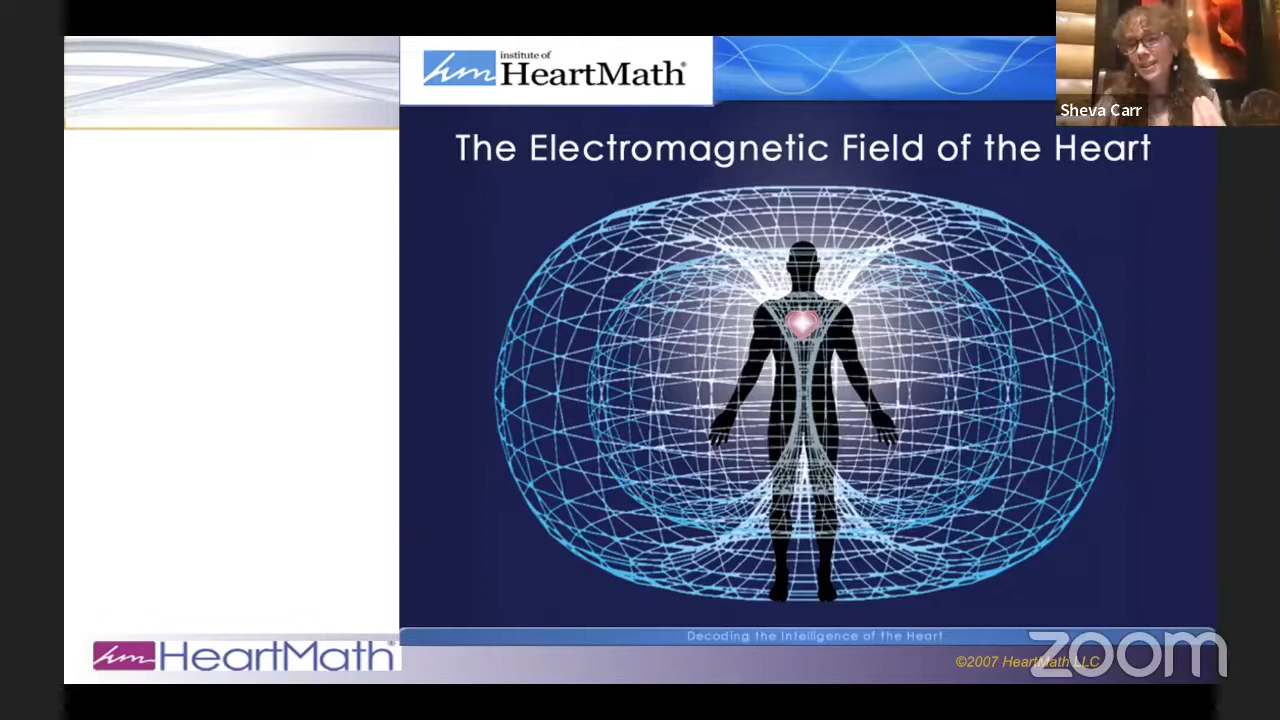 institute of
HeartMath®
Sheva Carr
The Electromagnetic Field of the Heart
Decoding the Intelligence of the Heart
hm HeartMath®
©2007 HeartMath LLC
zoom